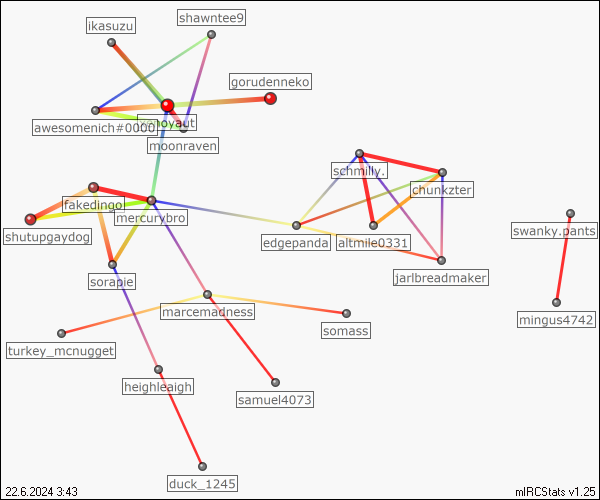 shawntee9
ikasuzu
gorudenneko
awesomenich#0000
moonraven
schmilly.
chunkzter
fakedingo
mercurybro
swanky.pants
shutupgaydog
edgepanda
altmile0331
jarlbreadmaker
sorapie
marcemadness
mingus4742
somass
turkey_mcnugget
heighleaigh
samuel4073
duck_1245
22.6.2024 3:43
mIRCStats v1.25